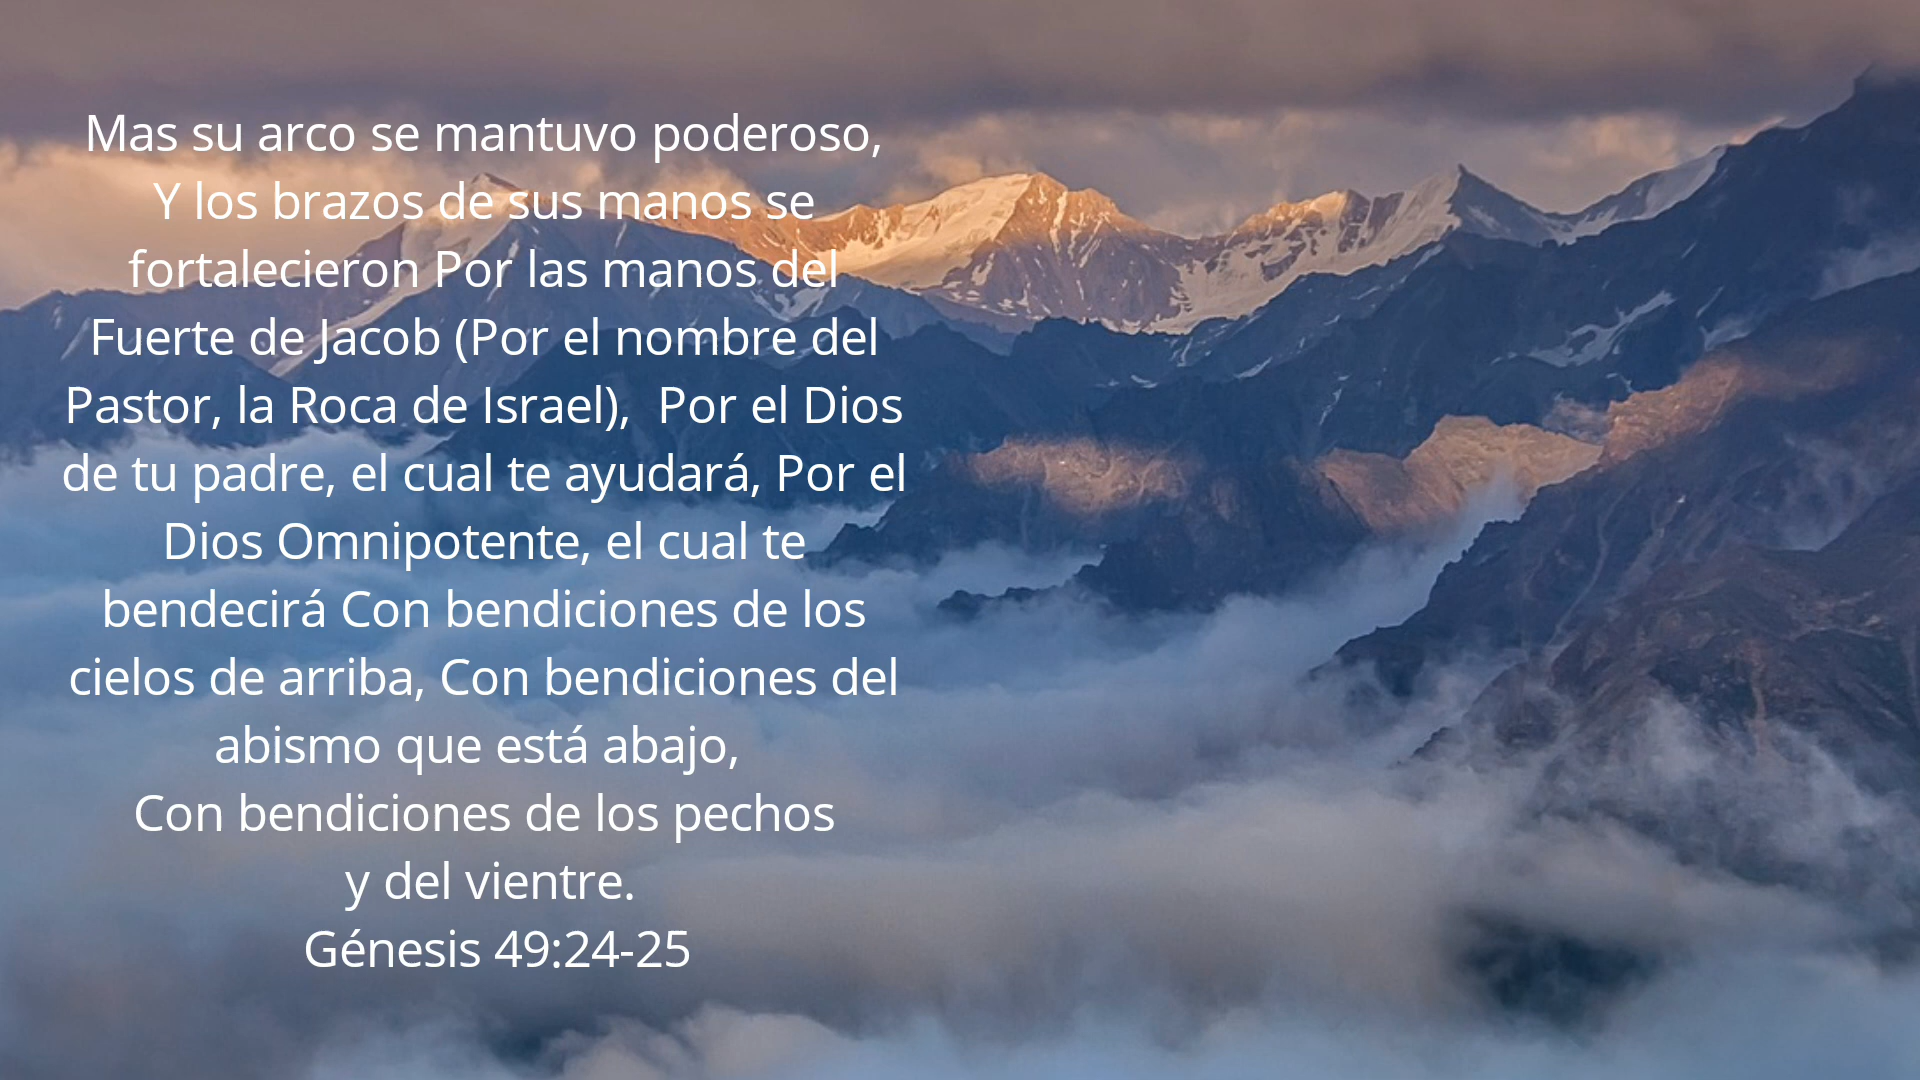 Mas su arco se mantuvo poderoso,
Y los brazos de sus manos se
fortalecieron Por las manos del
Fuerte de Jacob (Por el nombre del
Pastor, la Roca de Israel),  Por el Dios
de tu padre, el cual te ayudará, Por el
Dios Omnipotente, el cual te
bendecirá Con bendiciones de los
cielos de arriba, Con bendiciones del
abismo que está abajo,
Con bendiciones de los pechos
y del vientre.
Génesis 49:24-25